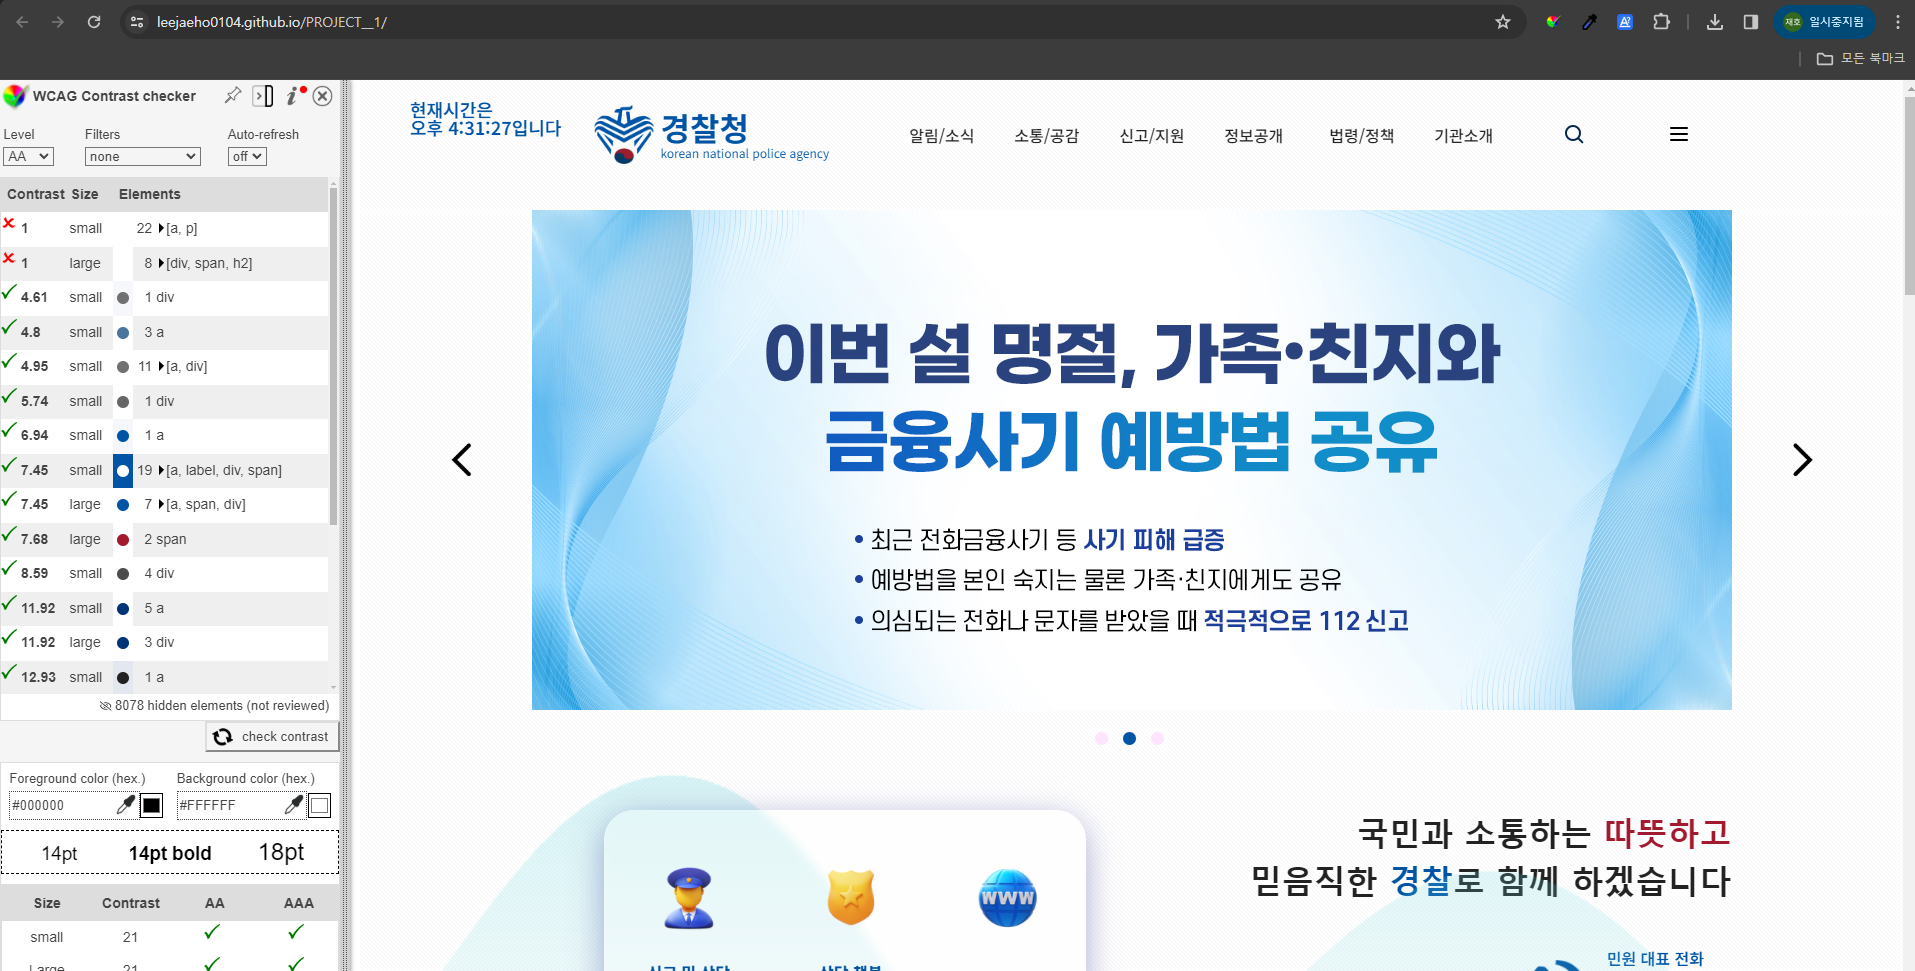 leejaeho0104.github.io/PROJECT__1/
재호 일시중지됨
모든 북마크
WCAG Contrast checker
Level Filters Auto-refresh
AA none off
Contrast Size Elements
1 small 22 [a, p]
1 large 8 [div, span, h2]
4.61 small 1 div
4.8 small 3 a
4.95 small 11 [a, div]
5.74 small 1 div
6.94 small 1 a
7.45 small 19 [a, label, div, span]
7.45 large 7 [a, span, div]
7.68 large 2 span
8.59 small 4 div
11.92 small 5 a
11.92 large 3 div
12.93 small 1 a
8078 hidden elements (not reviewed)
check contrast
Foreground color (hex.) Background color (hex.)
#000000 #FFFFFF
14pt 14pt bold 18pt
Size Contrast AA AAA
small 21
Large 21
현재시간은
오후 4:31:27입니다
경찰청
korean national police agency
알림/소식 소통/공감 신고/지원 정보공개 법령/정책 기관소개
이번 설 명절, 가족·친지와
금융사기 예방법 공유
• 최근 전화금융사기 등 사기 피해 급증
• 예방법을 본인 숙지는 물론 가족·친지에게도 공유
• 의심되는 전화나 문자를 받았을 때 적극적으로 112 신고
WWW
국민과 소통하는 따뜻하고
믿음직한 경찰로 함께 하겠습니다
민원 대표 전화